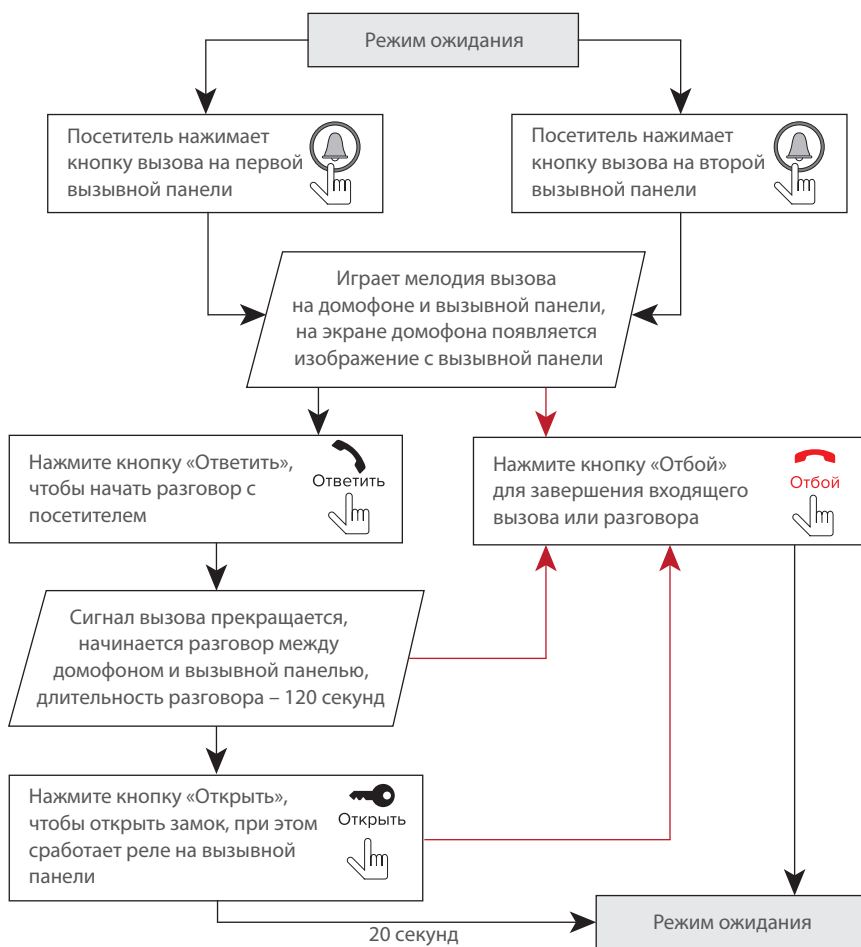 Режим ожидания
Посетитель нажимает
кнопку вызова на первой
вызывной панели
Посетитель нажимает
кнопку вызова на второй
вызывной панели
Играет мелодия вызова
на домофоне и вызывной панели,
на экране домофона появляется
изображение с вызывной панели
Нажмите кнопку «Ответить»,
чтобы начать разговор с
посетителем
Ответить
Нажмите кнопку «Отбой»
для завершения входящего
вызова или разговора
Отбой
Сигнал вызова прекращается,
начинается разговор между
домофоном и вызывной панелью,
длительность разговора – 120 секунд
Нажмите кнопку «Открыть»,
чтобы открыть замок, при этом
сработает реле на вызывной
панели
Открыть
20 секунд
Режим ожидания